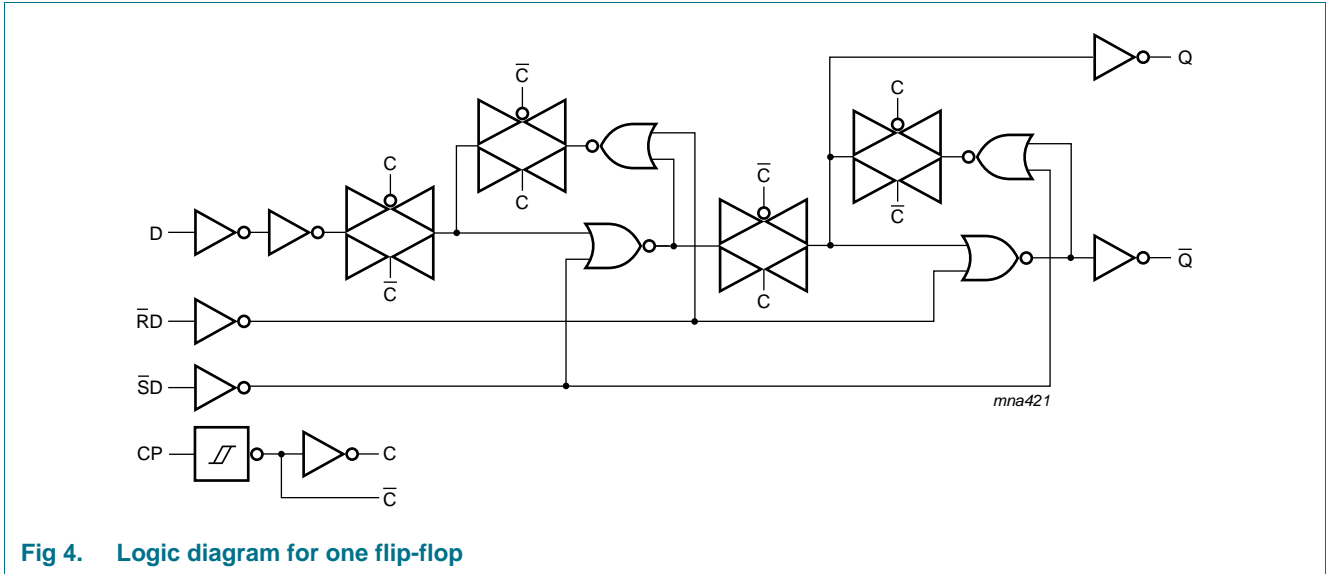 Q
C̅
C
C
C
C̅
D
C̅
C̅
C
C̅
Q̅
R̅D
S̅D
mna421
CP
C
C̅
Fig 4. Logic diagram for one flip-flop